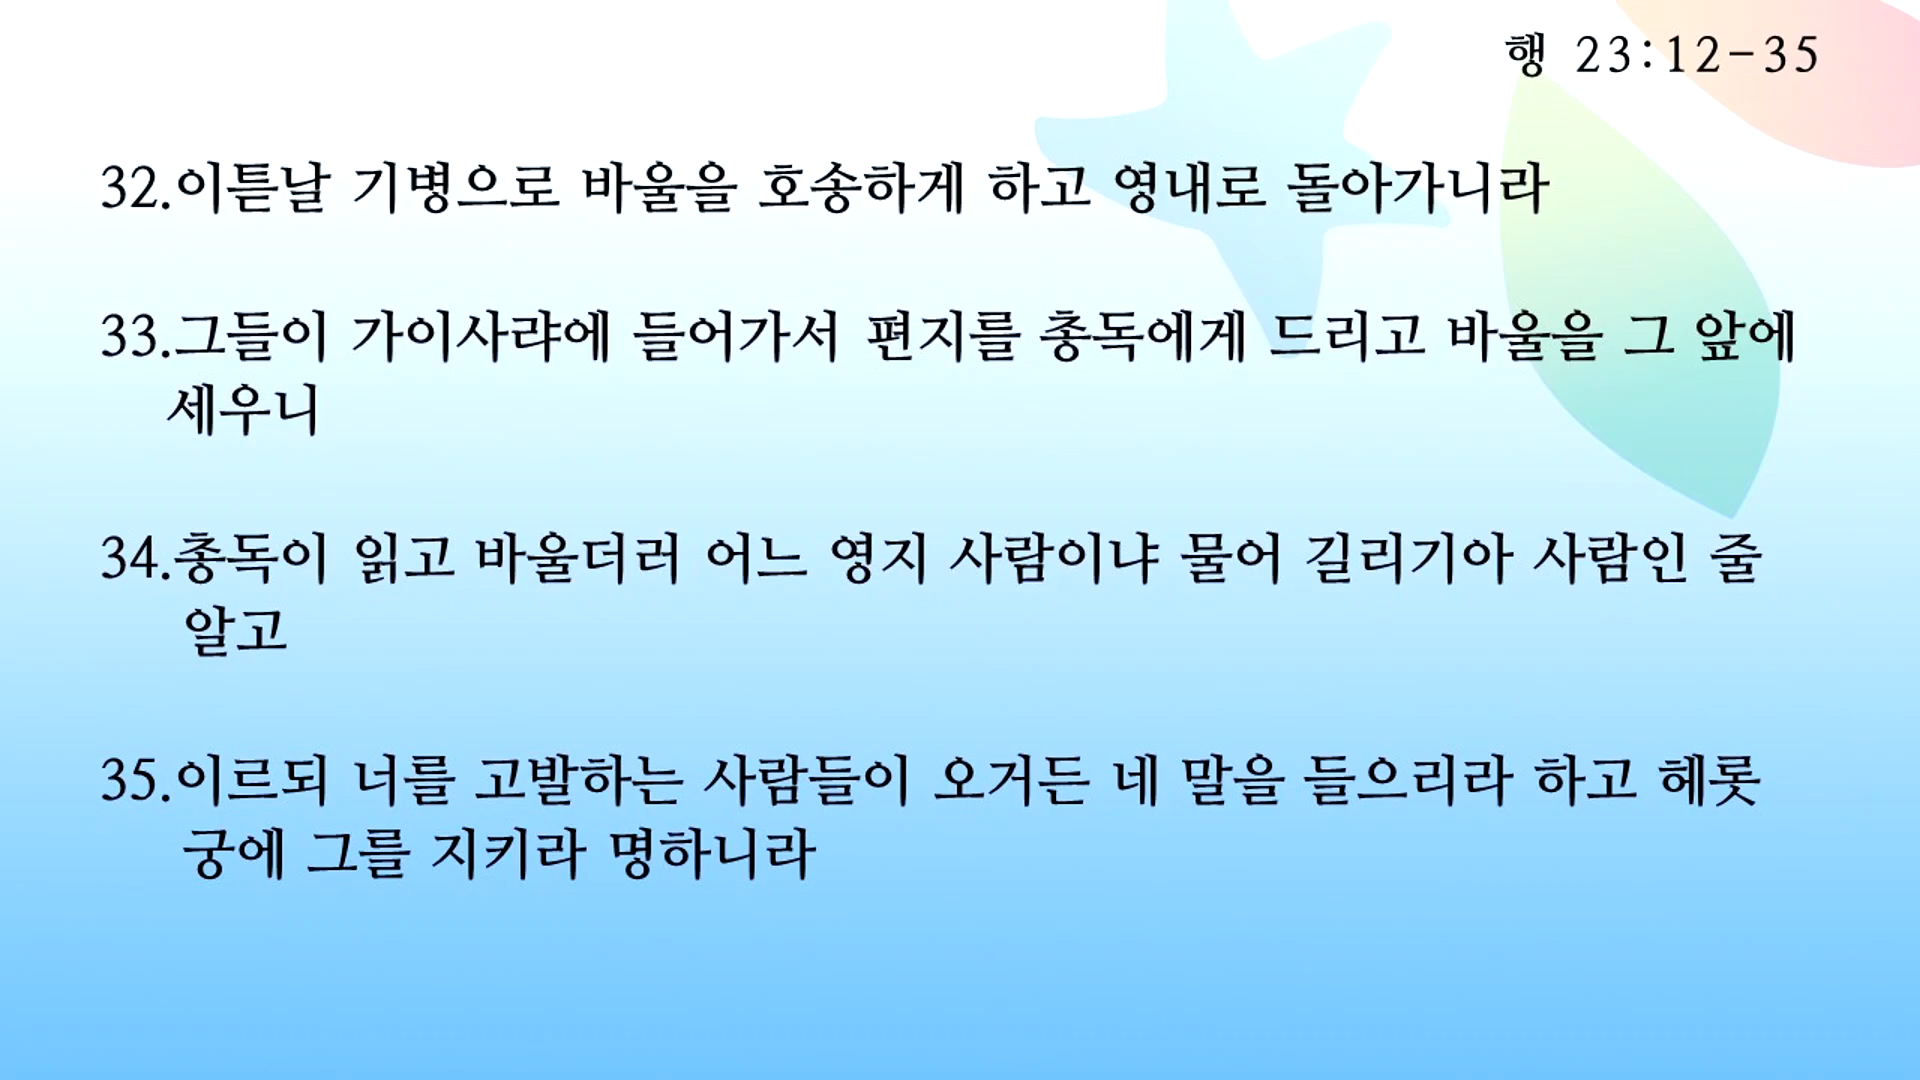 행 23:12-35
32.이튿날 기병으로 바울을 호송하게 하고 영내로 돌아가니라
33.그들이 가이사랴에 들어가서 편지를 총독에게 드리고 바울을 그 앞에
세우니
34.총독이 읽고 바울더러 어느 영지 사람이냐 물어 길리기아 사람인 줄
알고
35.이르되 너를 고발하는 사람들이 오거든 네 말을 들으리라 하고 헤롯
궁에 그를 지키라 명하니라